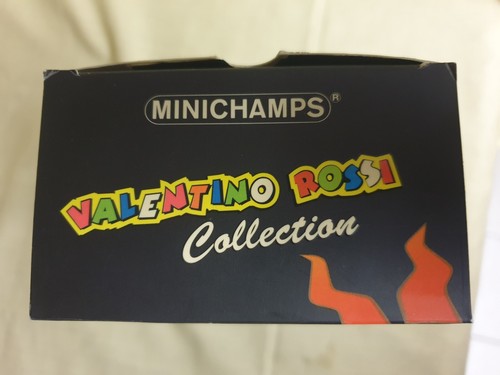 MINICHAMPS®
VALENTINO ROSSI
Collection